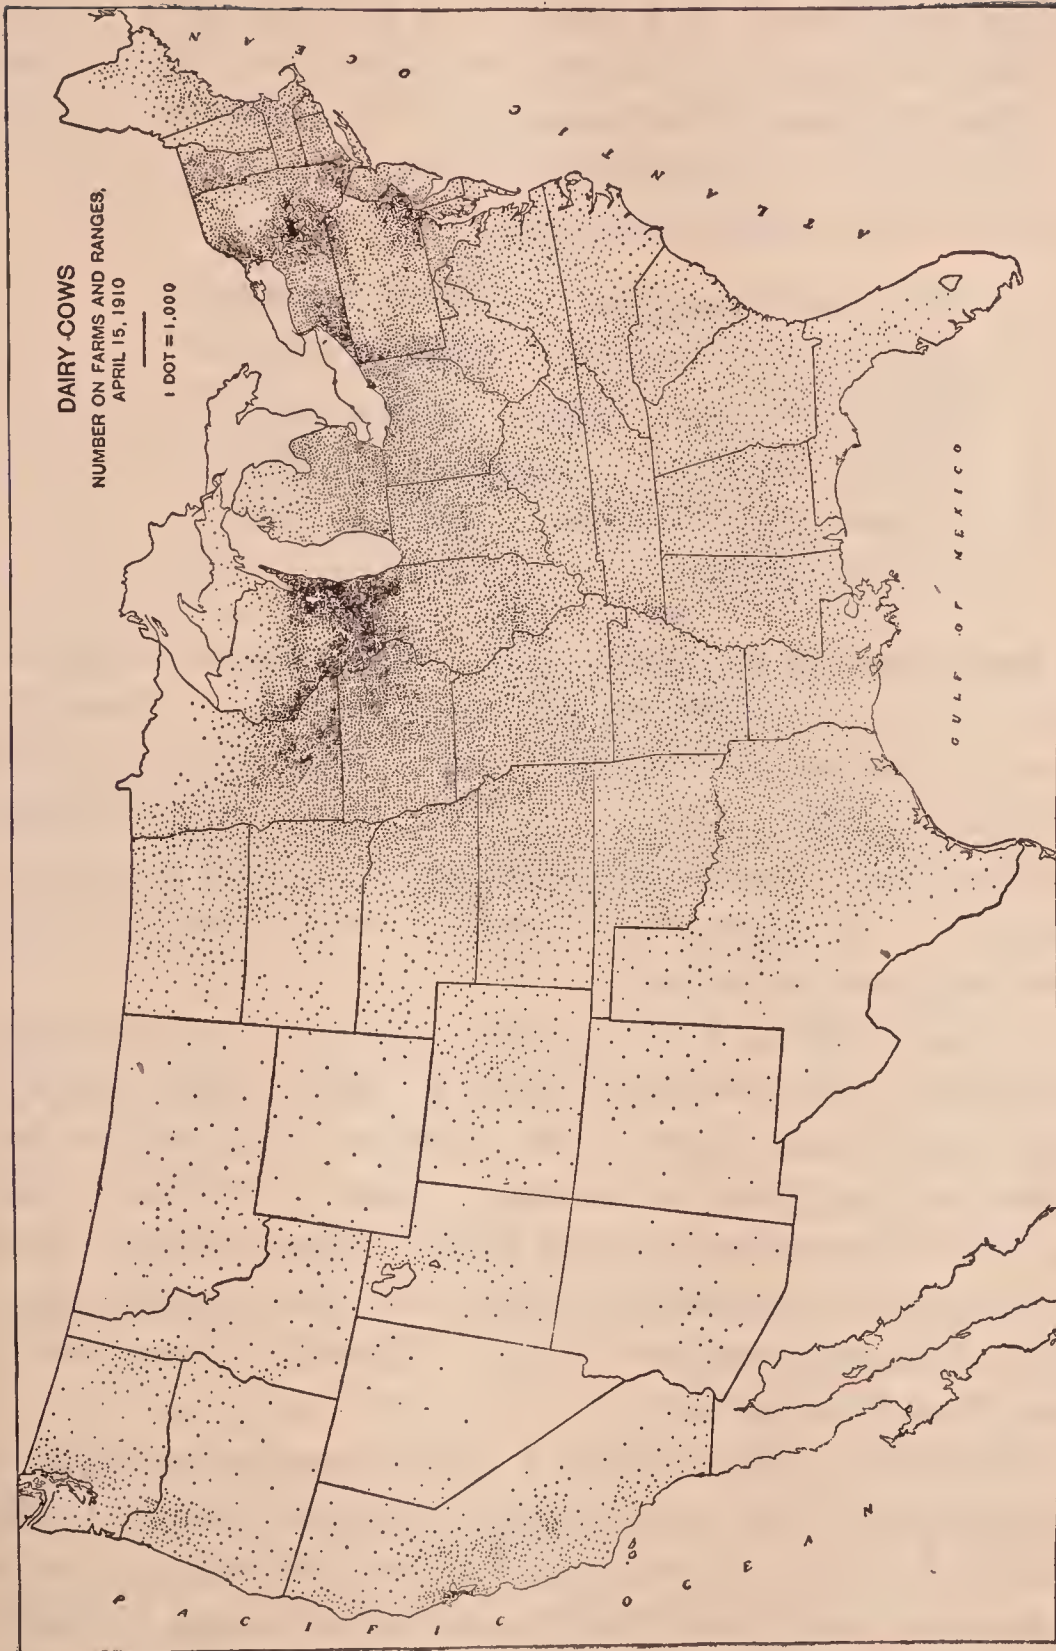 DAIRY-COWS
NUMBER ON FARMS AND RANGES,
APRIL 15, 1910
1 DOT = 1,000
ATLANTIC OCEAN
GULF OF MEXICO
PACIFIC OCEAN